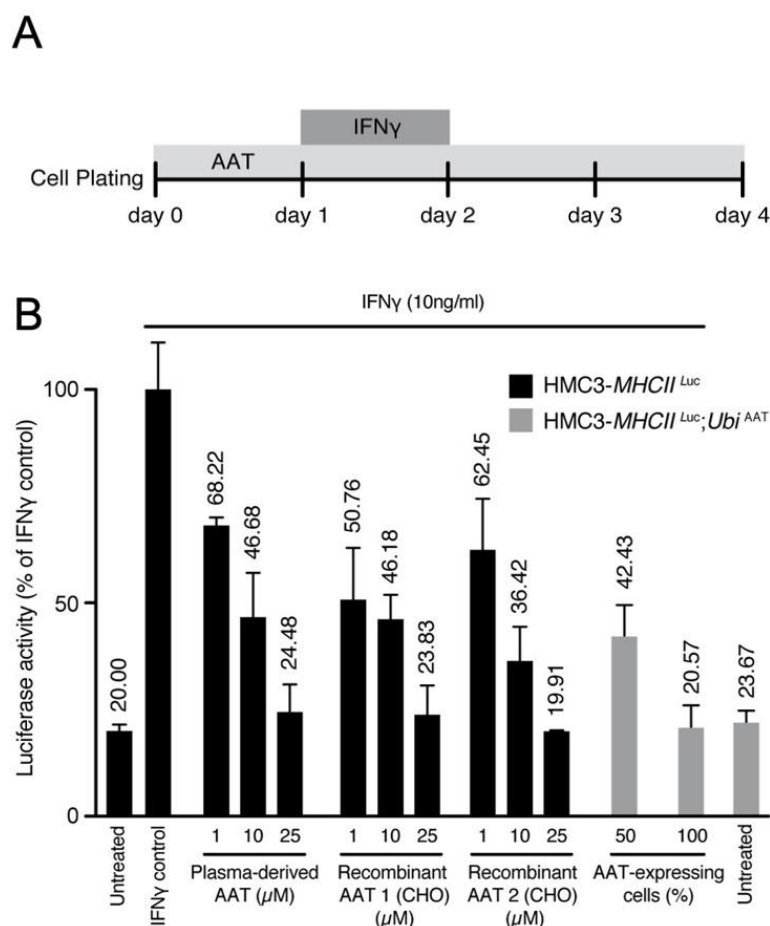 A
IFNγ
AAT
Cell Plating
day 0 day 1 day 2 day 3 day 4
B
IFNγ (10ng/ml)
HMC3-MHCII Luc
HMC3-MHCII Luc;Ubi AAT
Luciferase activity (% of IFNγ control)
100
50
0
20.00
68.22
46.68
24.48
50.76
46.18
23.83
62.45
36.42
19.91
42.43
20.57
23.67
Untreated
IFNγ control
1 10 25
Plasma-derived
AAT (µM)
1 10 25
Recombinant
AAT 1 (CHO)
(µM)
1 10 25
Recombinant
AAT 2 (CHO)
(µM)
50 100
AAT-expressing
cells (%)
Untreated